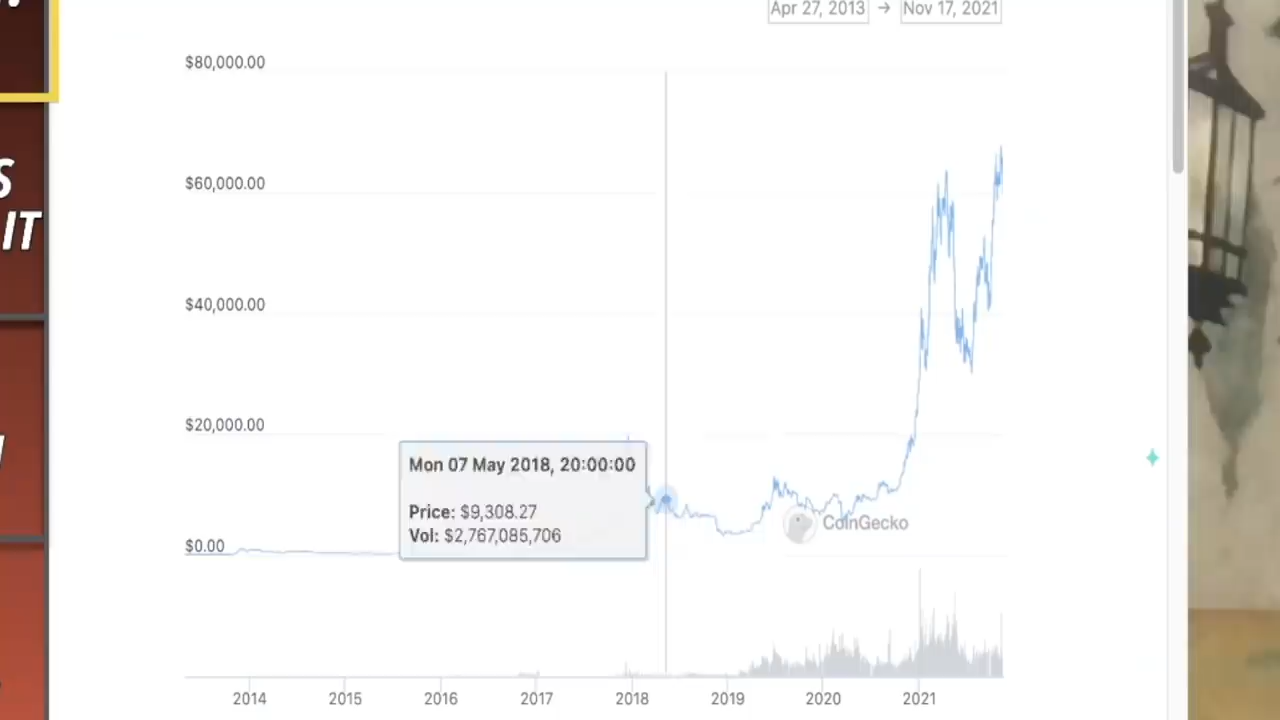 Apr 27, 2013 → Nov 17, 2021
$80,000.00
S
IT
$60,000.00
$40,000.00
$20,000.00
Mon 07 May 2018, 20:00:00
Price: $9,308.27
Vol: $2,767,085,706
CoinGecko
$0.00
2014 2015 2016 2017 2018 2019 2020 2021